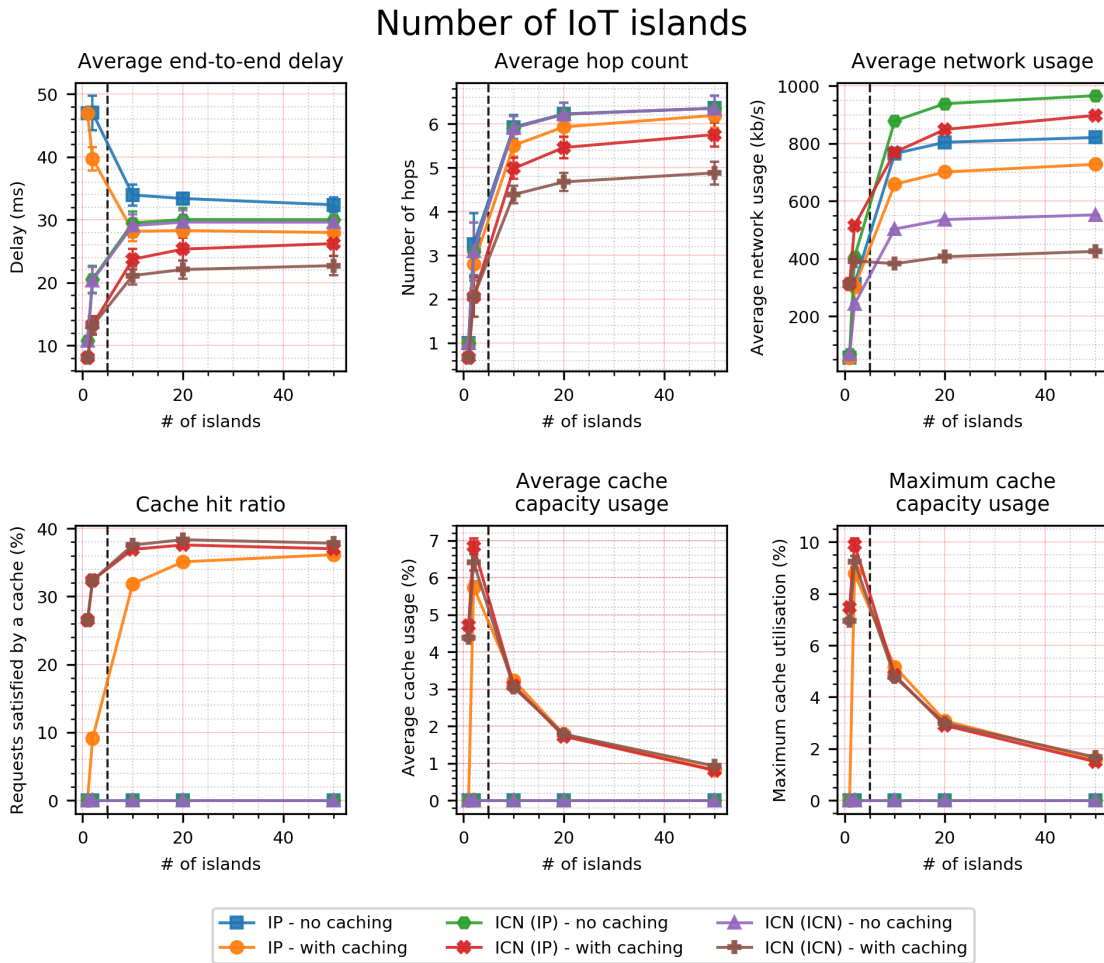 Number of IoT islands
Average end-to-end delay
Delay (ms)
50
40
30
20
10
0
20
40
# of islands
Average hop count
Number of hops
6
5
4
3
2
1
0
20
40
# of islands
Average network usage
Average network usage (kb/s)
1000
800
600
400
200
0
20
40
# of islands
Cache hit ratio
Requests satisfied by a cache (%)
40
30
20
10
0
0
20
40
# of islands
Average cache
capacity usage
Average cache usage (%)
7
6
5
4
3
2
1
0
0
20
40
# of islands
Maximum cache
capacity usage
Maximum cache utilisation (%)
10
8
6
4
2
0
0
20
40
# of islands
IP - no caching
IP - with caching
ICN (IP) - no caching
ICN (IP) - with caching
ICN (ICN) - no caching
ICN (ICN) - with caching